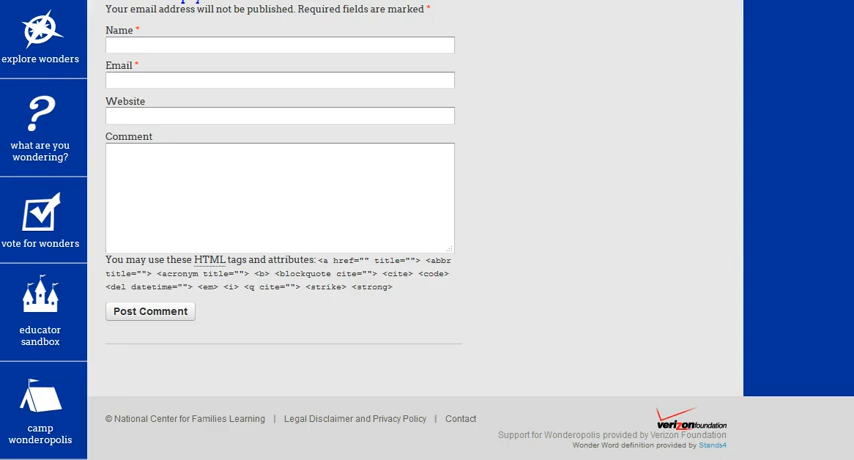 explore wonders
what are you
wondering?
vote for wonders
educator
sandbox
camp
wonderopolis
Your email address will not be published. Required fields are marked *
Name *
Email *
Website
Comment
You may use these HTML tags and attributes: <a href="" title=""> <abbr
title=""> <acronym title=""> <b> <blockquote cite=""> <cite> <code>
<del datetime=""> <em> <i> <q cite=""> <strike> <strong>
Post Comment
© National Center for Families Learning | Legal Disclaimer and Privacy Policy | Contact
verizonfoundation
Support for Wonderopolis provided by Verizon Foundation
Wonder Word definition provided by Stands4